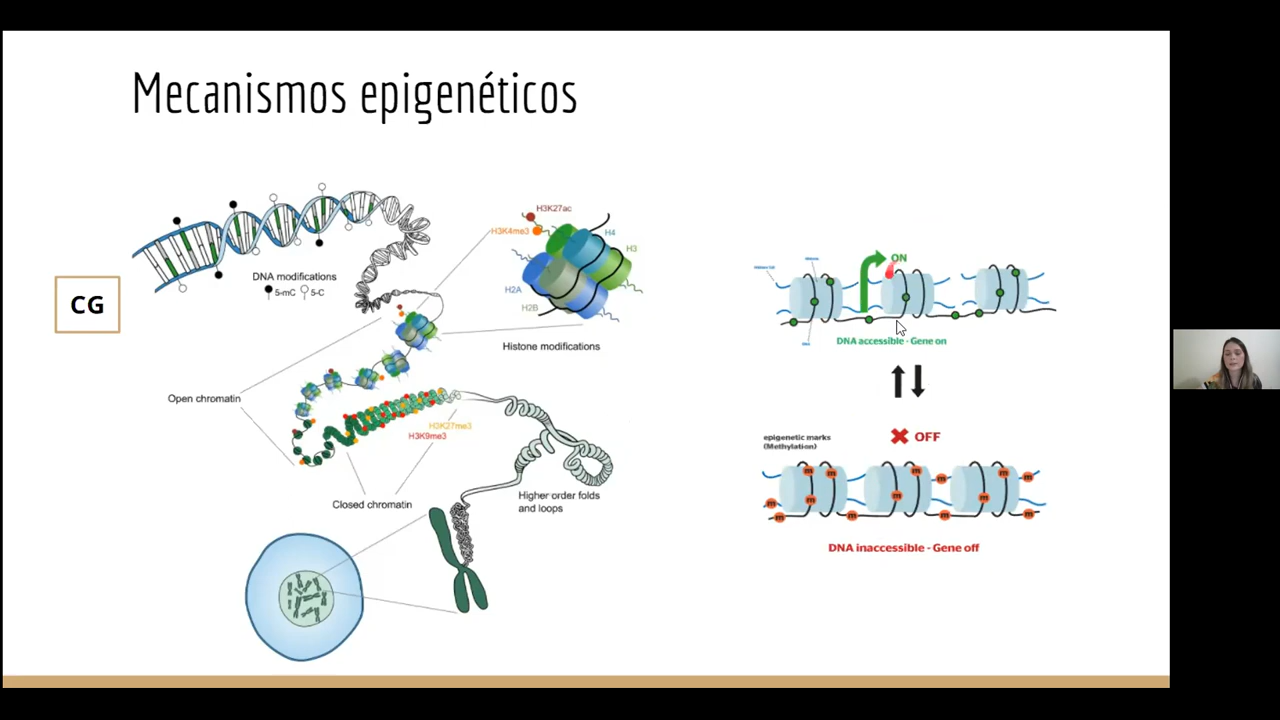 Mecanismos epigenéticos
CG
DNA modifications
5-mC 5-C
H3K27ac
H3K4me3
H4
H3
H2A
H2B
Histone modifications
Open chromatin
H3K27me3
H3K9me3
Closed chromatin
Higher order folds
and loops
ON
DNA accessible - Gene on
OFF
epigenetic marks
(Methylation)
m m m m m m
m m m m m
m m m m m
DNA inaccessible - Gene off